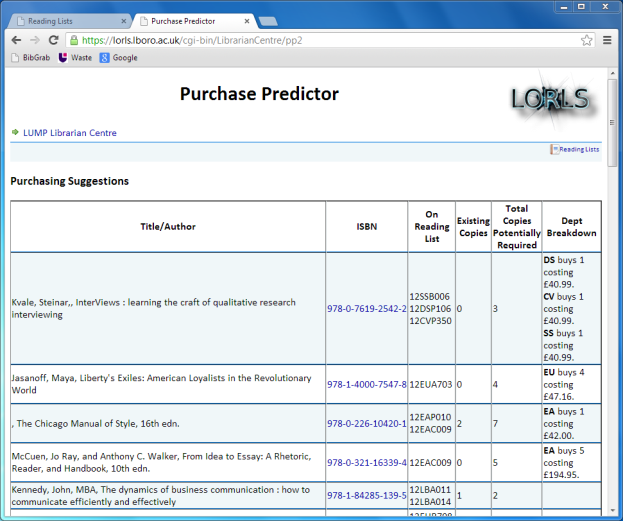 Reading Lists
Purchase Predictor
https://lorls.lboro.ac.uk/cgi-bin/LibrarianCentre/pp2
BibGrab Waste Google
Purchase Predictor
LORLS
LUMP Librarian Centre
Reading Lists
Purchasing Suggestions
Title/Author
ISBN
On
Reading
List
Existing
Copies
Total
Copies
Potentially
Required
Dept
Breakdown
Kvale, Steinar,, InterViews : learning the craft of qualitative research
interviewing
978-0-7619-2542-2
12SSB006
12DSP106
12CVP350
0
3
DS buys 1
costing
£40.99.
CV buys 1
costing
£40.99.
SS buys 1
costing
£40.99.
Jasanoff, Maya, Liberty's Exiles: American Loyalists in the Revolutionary
World
978-1-4000-7547-8
12EUA703
0
4
EU buys 4
costing
£47.16.
, The Chicago Manual of Style, 16th edn.
978-0-226-10420-1
12EAP010
12EAC009
2
7
EA buys 1
costing
£42.00.
McCuen, Jo Ray, and Anthony C. Walker, From Idea to Essay: A Rhetoric,
Reader, and Handbook, 10th edn.
978-0-321-16339-4
12EAC009
0
5
EA buys 5
costing
£194.95.
Kennedy, John, MBA, The dynamics of business communication : how to
communicate efficiently and effectively
978-1-84285-139-5
12LBA011
12LBA014
1
2